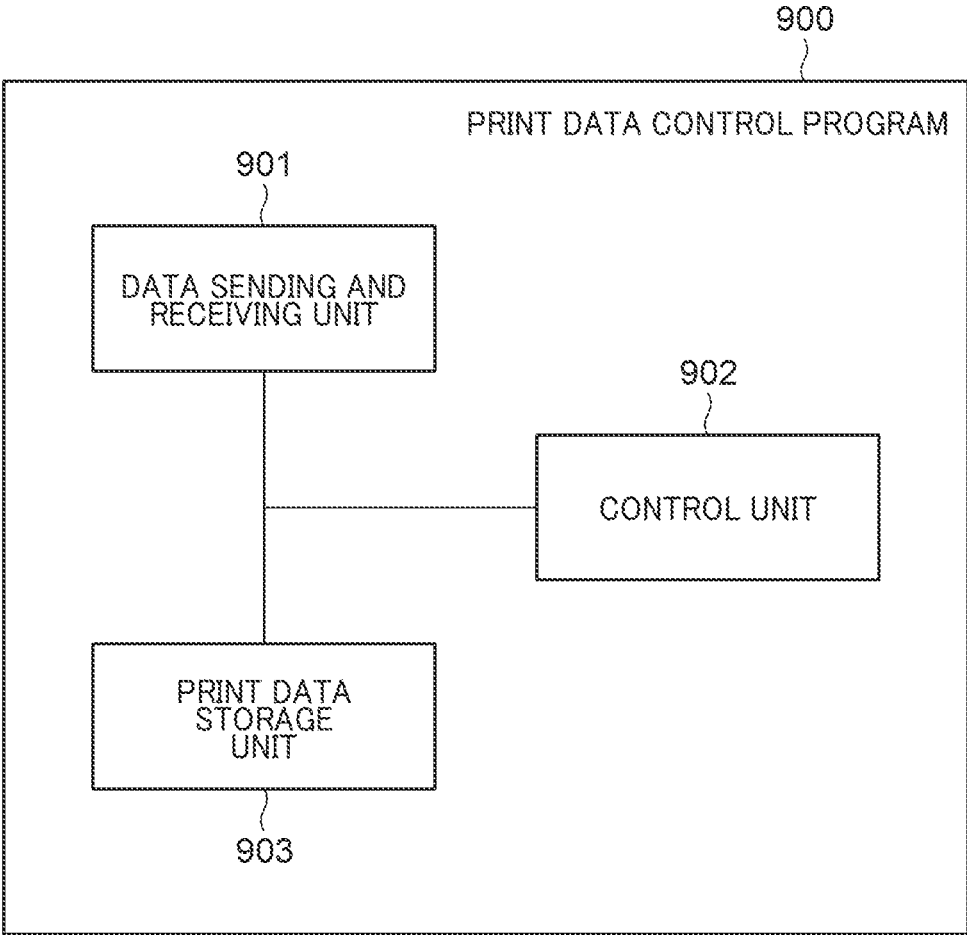 900
PRINT DATA CONTROL PROGRAM
901
DATA SENDING AND
RECEIVING UNIT
902
CONTROL UNIT
PRINT DATA
STORAGE
UNIT
903